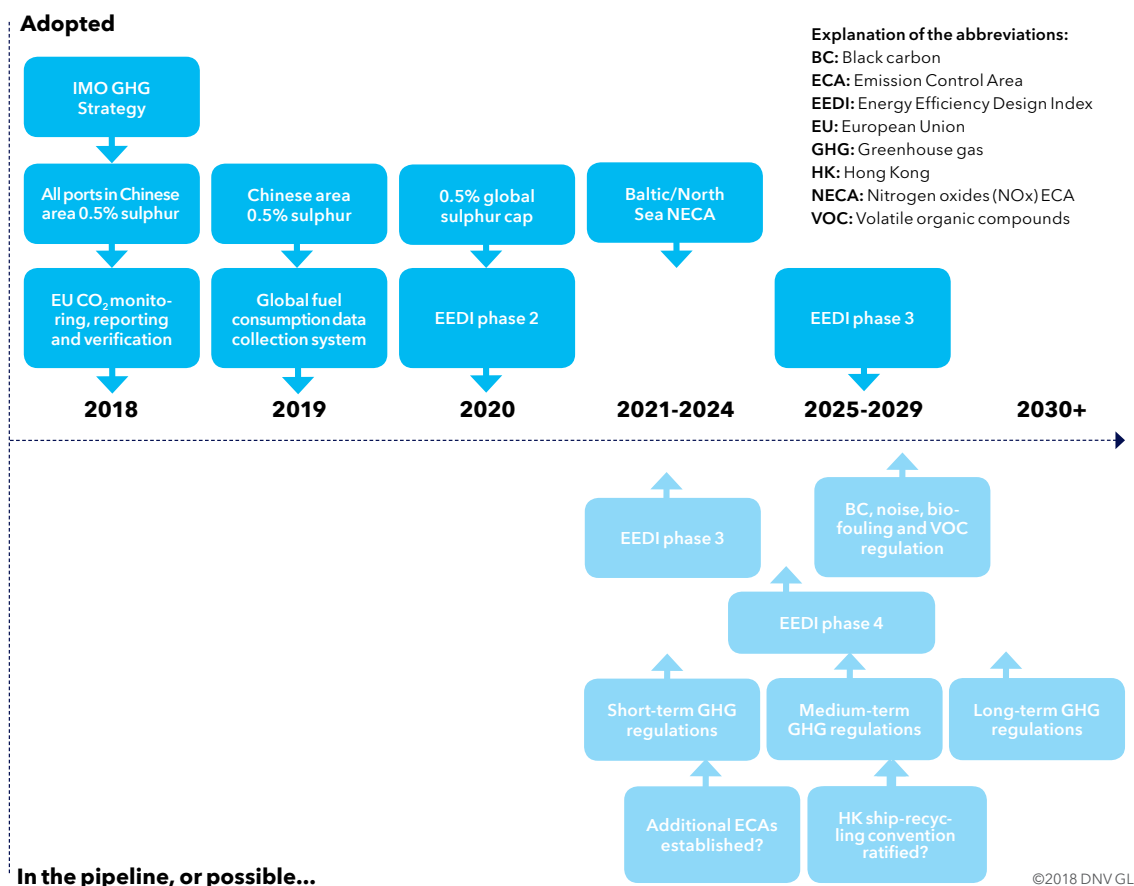 Adopted
Explanation of the abbreviations:
BC: Black carbon
ECA: Emission Control Area
EEDI: Energy Efficiency Design Index
EU: European Union
GHG: Greenhouse gas
HK: Hong Kong
NECA: Nitrogen oxides (NOx) ECA
VOC: Volatile organic compounds
IMO GHG
Strategy
All ports in Chinese
area 0.5% sulphur
Chinese area
0.5% sulphur
0.5% global
sulphur cap
Baltic/North
Sea NECA
EU CO₂ monito-
ring, reporting
and verification
Global fuel
consumption data
collection system
EEDI phase 2
EEDI phase 3
2018
2019
2020
2021-2024
2025-2029
2030+
EEDI phase 3
BC, noise, bio-
fouling and VOC
regulation
EEDI phase 4
Short-term GHG
regulations
Medium-term
GHG regulations
Long-term GHG
regulations
Additional ECAs
established?
HK ship-recyc-
ling convention
ratified?
In the pipeline, or possible...
©2018 DNV GL